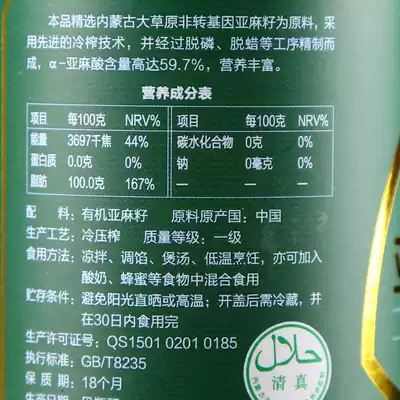 本品精选内蒙古大草原非转基因亚麻籽为原料，采
用先进的冷榨技术，并经过脱磷、脱蜡等工序精制而
成，α-亚麻酸含量高达59.7%，营养丰富。
营养成分表
项目 每100克 NRV% 项目 每100克 NRV%
能量 3697千焦 44% 碳水化合物 0克 0%
蛋白质 0.0克 0% 钠 0毫克 0%
脂肪 100.0克 167% — — —
配 料：有机亚麻籽 原料原产国：中国
生产工艺：冷压榨 质量等级：一级
食用方法：凉拌、调馅、煲汤、低温烹饪，亦可加入
酸奶、蜂蜜等食物中混合食用
贮存条件：避免阳光直晒或高温；开盖后需冷藏，并
在30日内食用完
生产许可证号：QS1501 0201 0185
执行标准：GB/T8235
保 质 期：18个月
حلال
清真